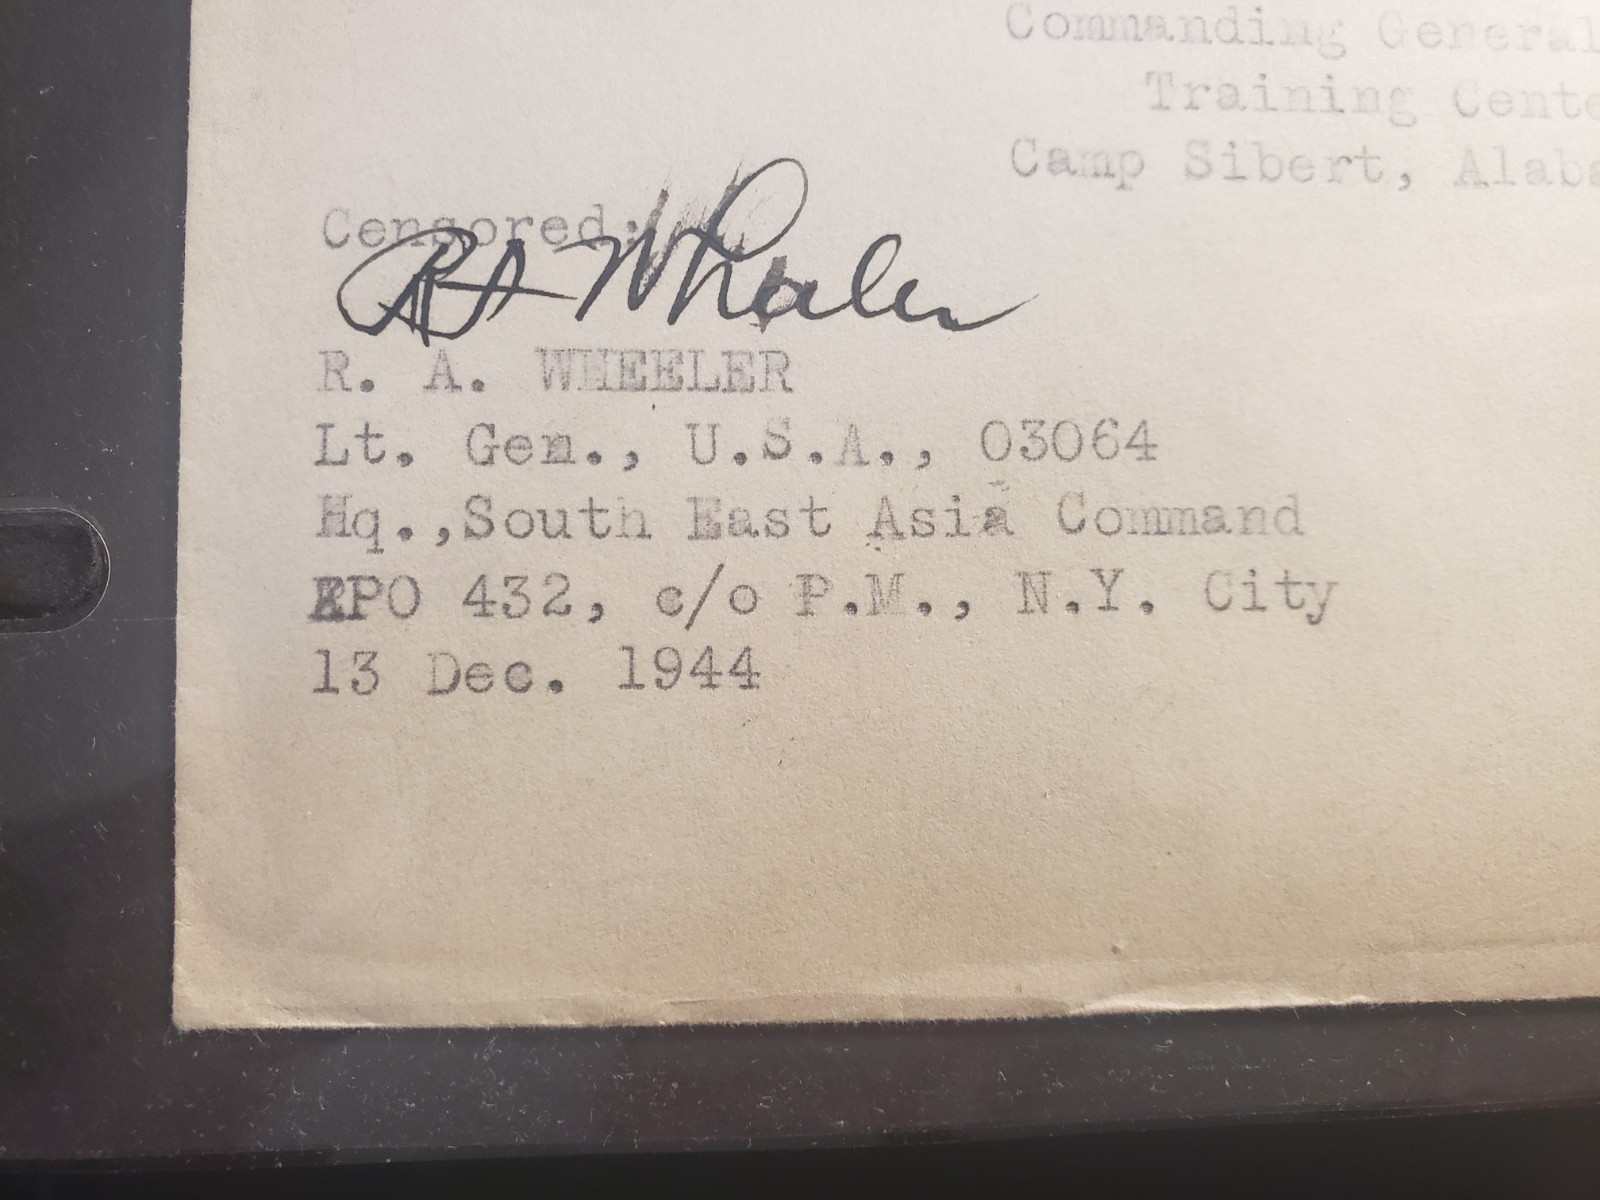 Commanding General
Training Cente
Camp Sibert, Alaba
Censored:
RA Wheeler
R. A. WHEELER
Lt. Gen., U.S.A., 03064
Hq.,South East Asia Command
APO 432, c/o P.M., N.Y. City
13 Dec. 1944